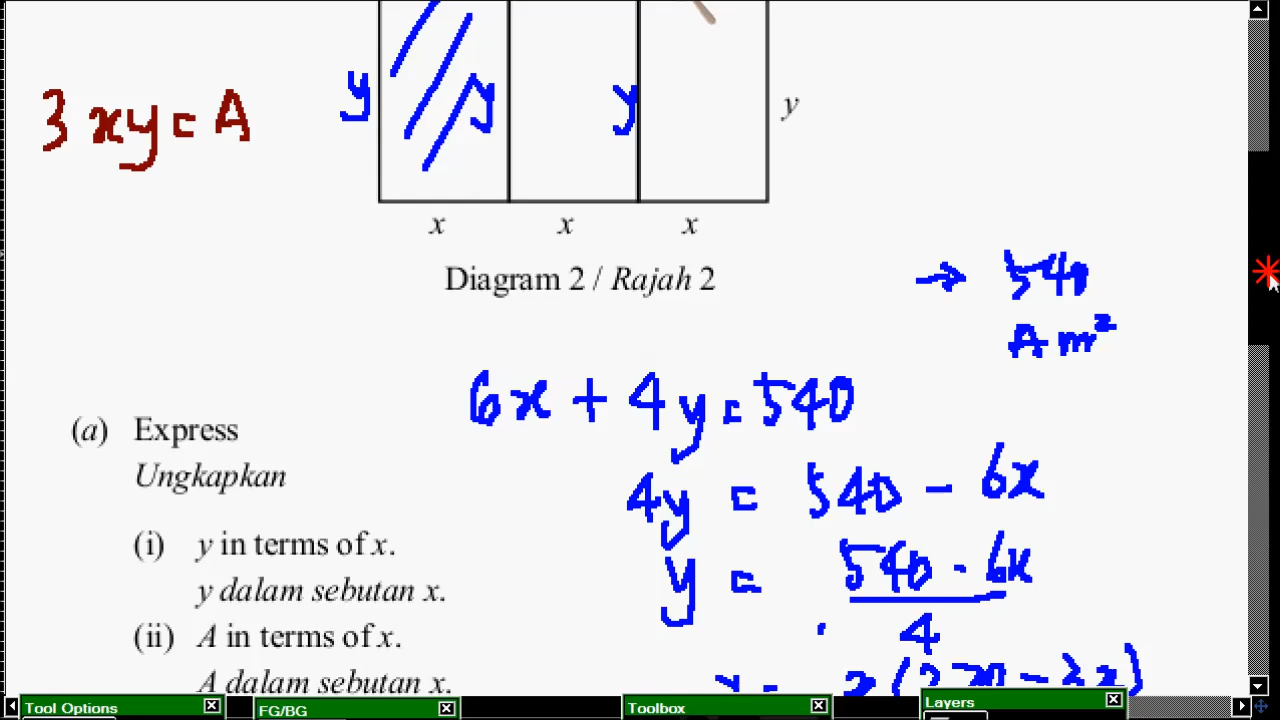 3xy = A
y y y y
x x x
Diagram 2 / Rajah 2
→ 540
A m²
6x + 4y = 540
(a) Express
Ungkapkan
4y = 540 - 6x
(i) y in terms of x.
y = 540 - 6x
4
y dalam sebutan x.
(ii) A in terms of x.
A dalam sebutan x.
Tool Options
FG/BG
Toolbox
Layers